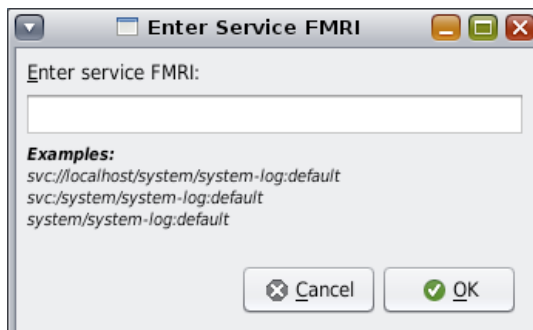 Enter Service FMRI
Enter service FMRI:
Examples:
svc://localhost/system/system-log:default
svc:/system/system-log:default
system/system-log:default
Cancel
OK